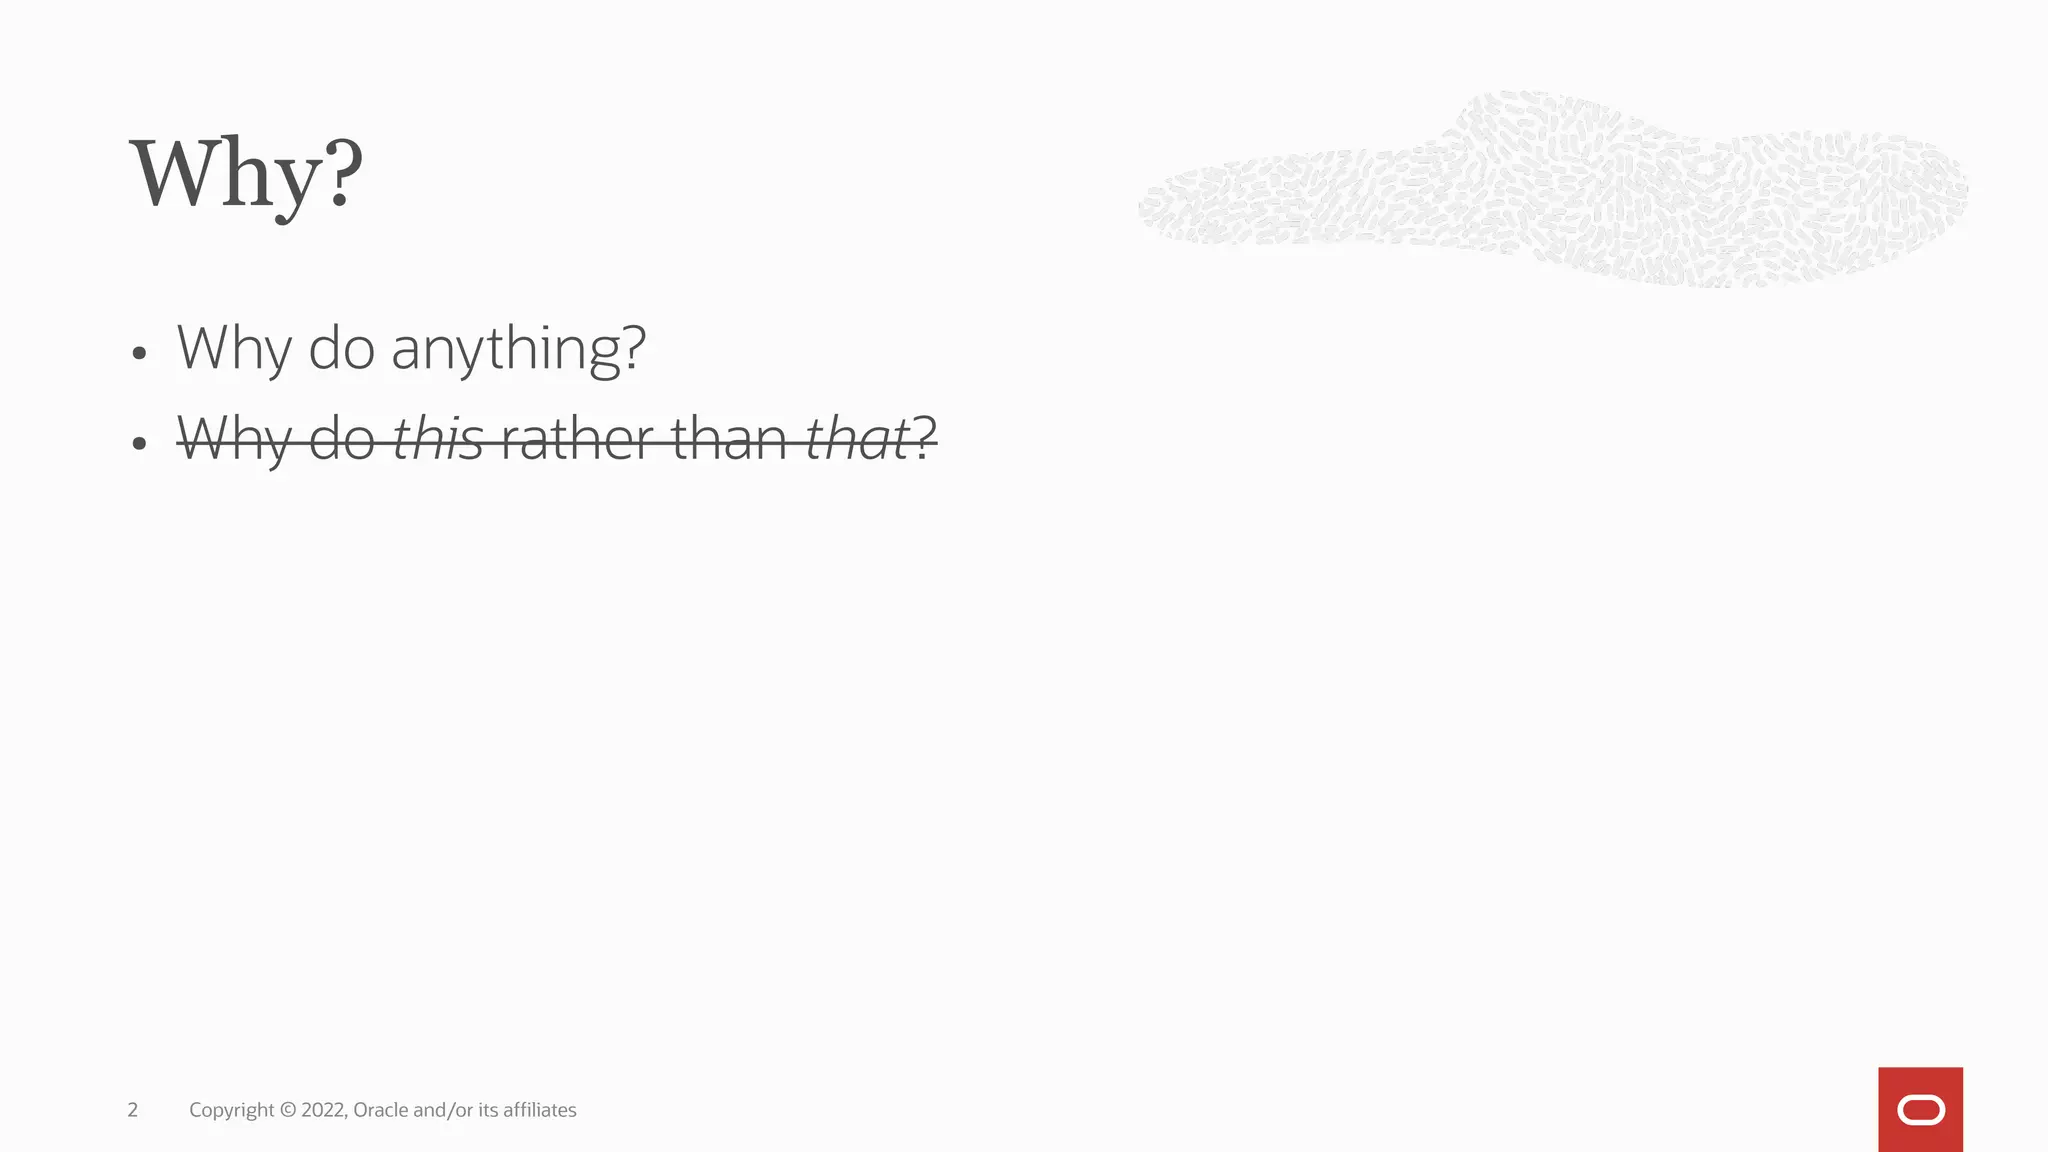 Why?
• Why do anything?
• Why do this rather than that?
2 Copyright © 2022, Oracle and/or its affiliates